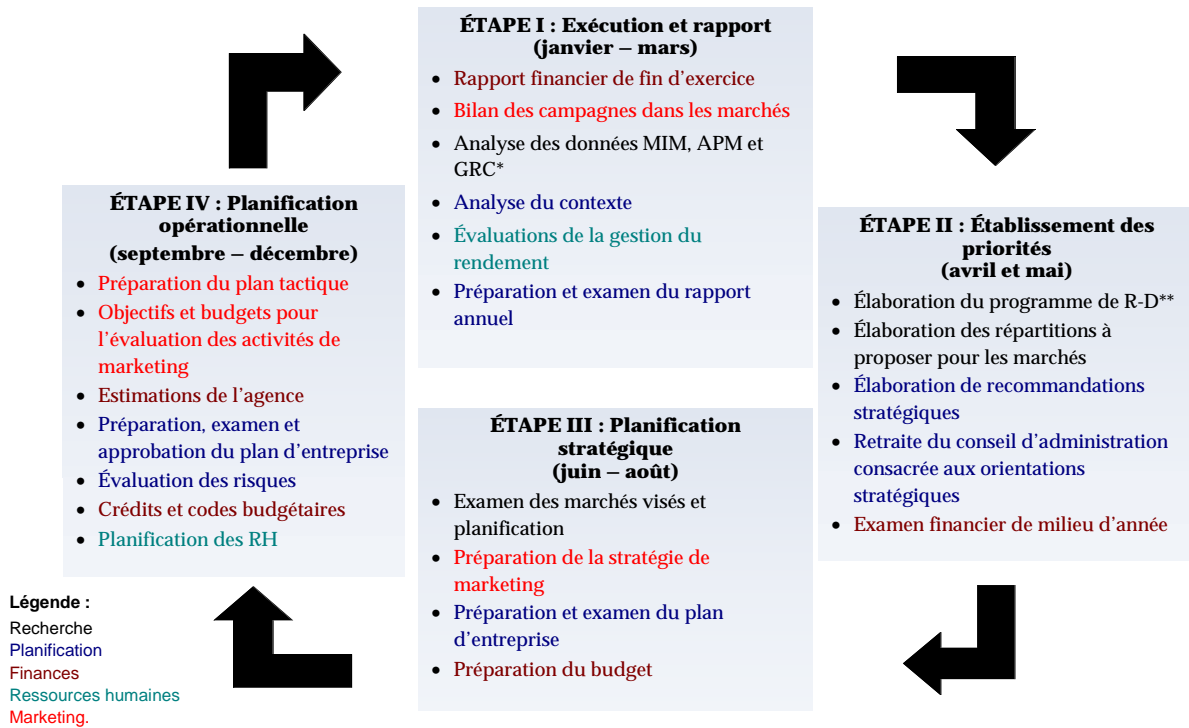 ÉTAPE I : Exécution et rapport
(janvier – mars)
• Rapport financier de fin d’exercice
• Bilan des campagnes dans les marchés
• Analyse des données MIM, APM et
GRC*
• Analyse du contexte
• Évaluations de la gestion du
rendement
• Préparation et examen du rapport
annuel
ÉTAPE II : Établissement des
priorités
(avril et mai)
• Élaboration du programme de R-D**
• Élaboration des répartitions à
proposer pour les marchés
• Élaboration de recommandations
stratégiques
• Retraite du conseil d’administration
consacrée aux orientations
stratégiques
• Examen financier de milieu d’année
ÉTAPE III : Planification
stratégique
(juin – août)
• Examen des marchés visés et
planification
• Préparation de la stratégie de
marketing
• Préparation et examen du plan
d’entreprise
• Préparation du budget
ÉTAPE IV : Planification
opérationnelle
(septembre – décembre)
• Préparation du plan tactique
• Objectifs et budgets pour
l’évaluation des activités de
marketing
• Estimations de l’agence
• Préparation, examen et
approbation du plan d’entreprise
• Évaluation des risques
• Crédits et codes budgétaires
• Planification des RH
Légende :
Recherche
Planification
Finances
Ressources humaines
Marketing.